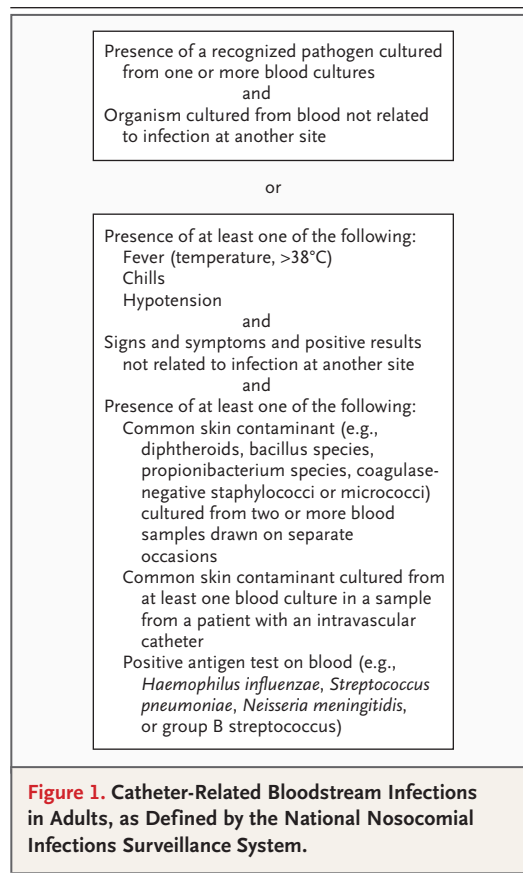 Presence of a recognized pathogen cultured
from one or more blood cultures
and
Organism cultured from blood not related
to infection at another site
or
Presence of at least one of the following:
Fever (temperature, >38°C)
Chills
Hypotension
and
Signs and symptoms and positive results
not related to infection at another site
and
Presence of at least one of the following:
Common skin contaminant (e.g.,
diphtheroids, bacillus species,
propionibacterium species, coagulase-
negative staphylococci or micrococci)
cultured from two or more blood
samples drawn on separate
occasions
Common skin contaminant cultured from
at least one blood culture in a sample
from a patient with an intravascular
catheter
Positive antigen test on blood (e.g.,
Haemophilus influenzae, Streptococcus
pneumoniae, Neisseria meningitidis,
or group B streptococcus)
Figure 1. Catheter-Related Bloodstream Infections
in Adults, as Defined by the National Nosocomial
Infections Surveillance System.